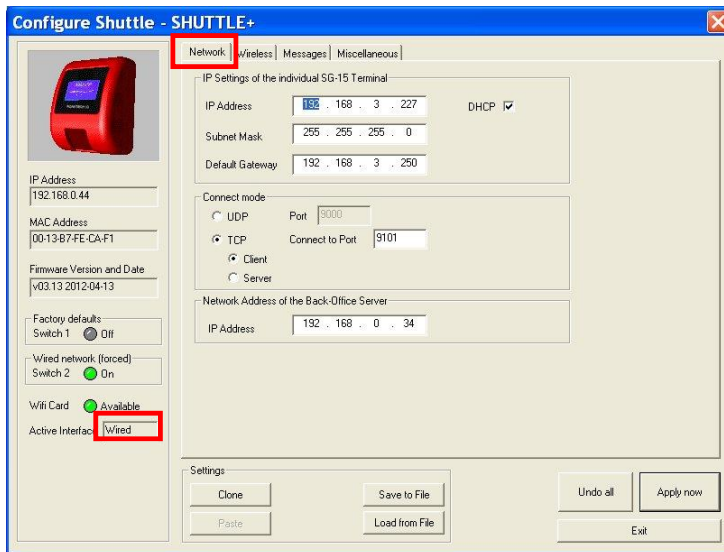 Configure Shuttle - SHUTTLE+
Network
Wireless
Messages
Miscellaneous
IP Settings of the individual SG-15 Terminal
IP Address 192 . 168 . 3 . 227 DHCP
Subnet Mask 255 . 255 . 255 . 0
Default Gateway 192 . 168 . 3 . 250
Connect mode
UDP Port 9000
TCP Connect to Port 9101
Client
Server
Network Address of the Back-Office Server
IP Address 192 . 168 . 0 . 34
IP Address
192.168.0.44
MAC Address
00-13-B7-FE-CA-F1
Firmware Version and Date
v03.13 2012-04-13
Factory defaults
Switch 1 Off
Wired network (forced)
Switch 2 On
Wifi Card Available
Active Interface Wired
Settings
Clone
Save to File
Paste
Load from File
Undo all
Apply now
Exit